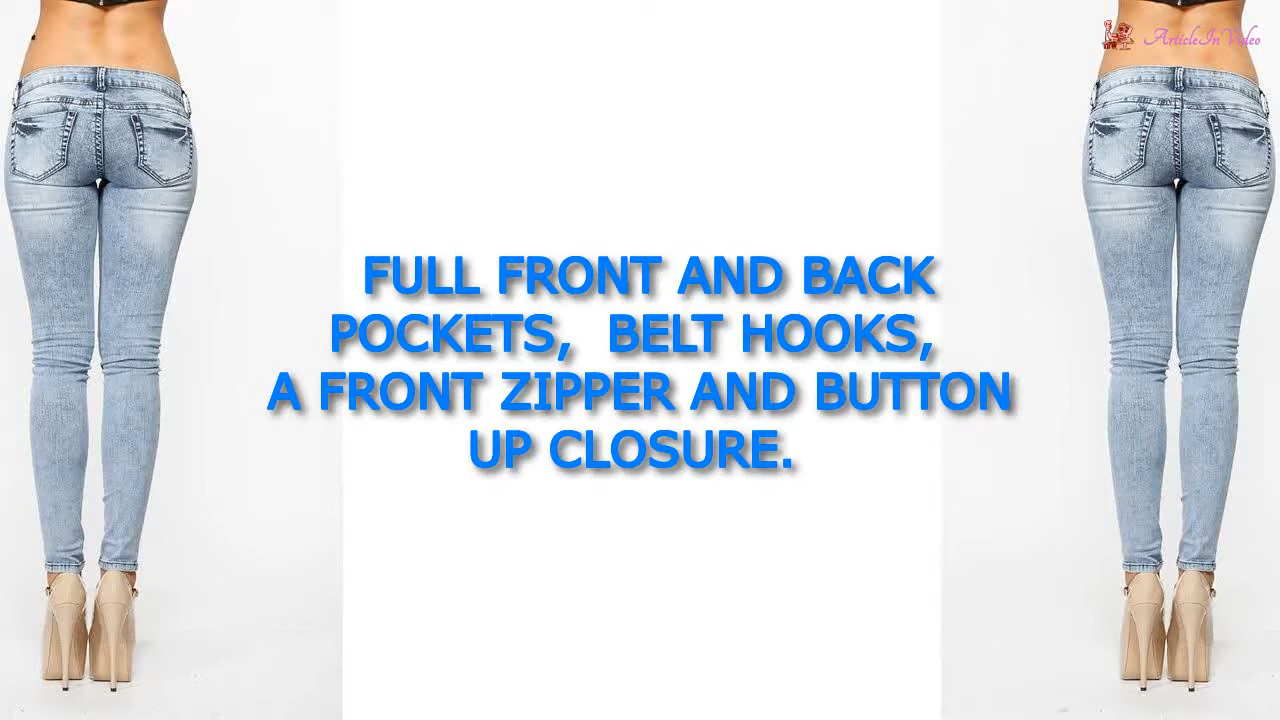 ArticleInVideo
FULL FRONT AND BACK
POCKETS, BELT HOOKS,
A FRONT ZIPPER AND BUTTON
UP CLOSURE.